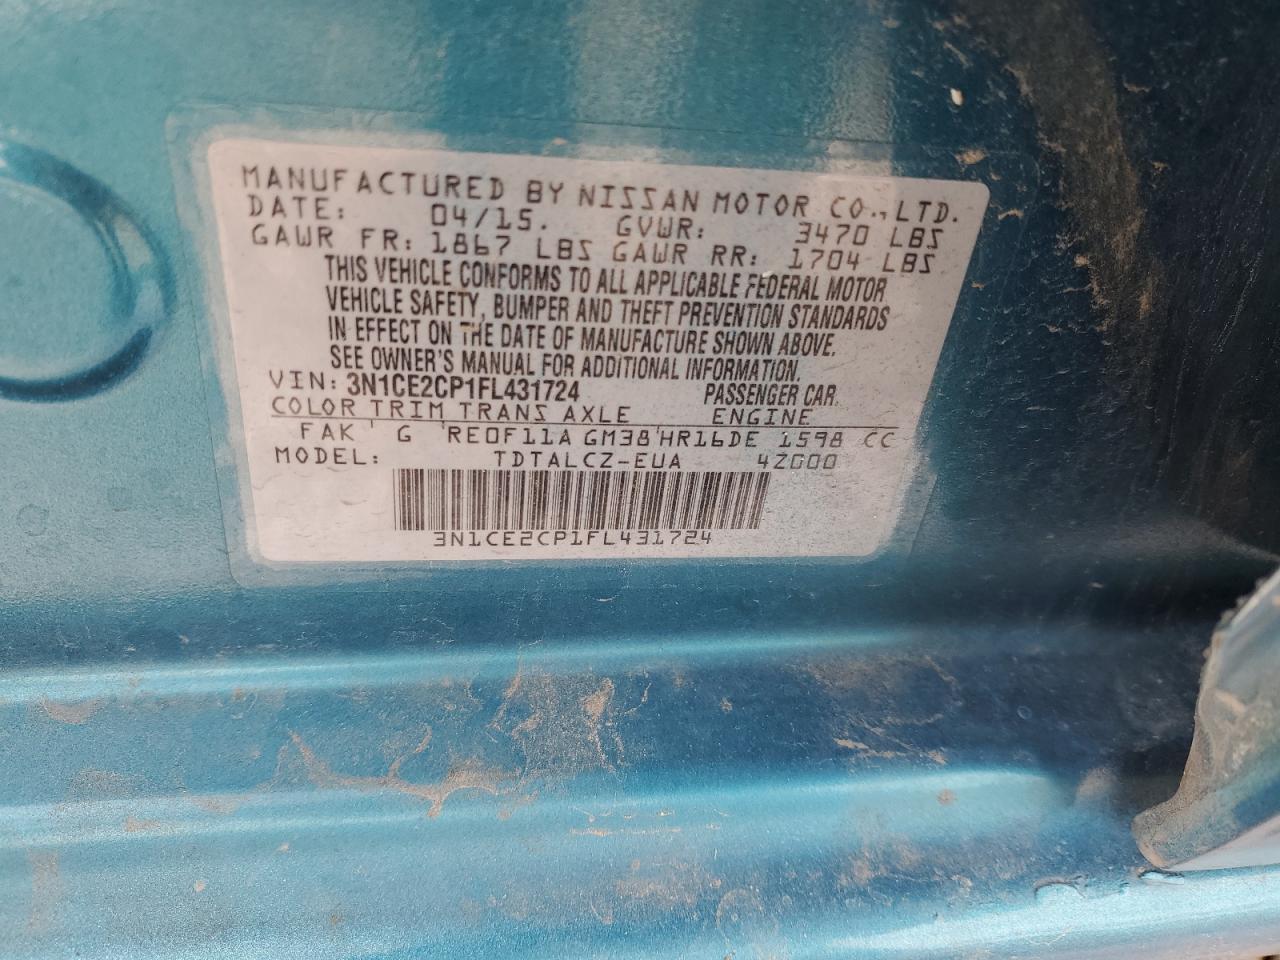 MANUFACTURED BY NISSAN MOTOR CO., LTD.
DATE: 04/15. GVWR: 3470 LBS
GAWR FR: 1867 LBS GAWR RR: 1704 LBS
THIS VEHICLE CONFORMS TO ALL APPLICABLE FEDERAL MOTOR
VEHICLE SAFETY, BUMPER AND THEFT PREVENTION STANDARDS
IN EFFECT ON THE DATE OF MANUFACTURE SHOWN ABOVE.
SEE OWNER'S MANUAL FOR ADDITIONAL INFORMATION.
VIN: 3N1CE2CP1FL431724 PASSENGER CAR
COLOR TRIM TRANS AXLE ENGINE
FAK G RE0F11A GM38 HR16DE 1598 CC
MODEL: TDTALCZ-EUA 4Z000
3N1CE2CP1FL431724